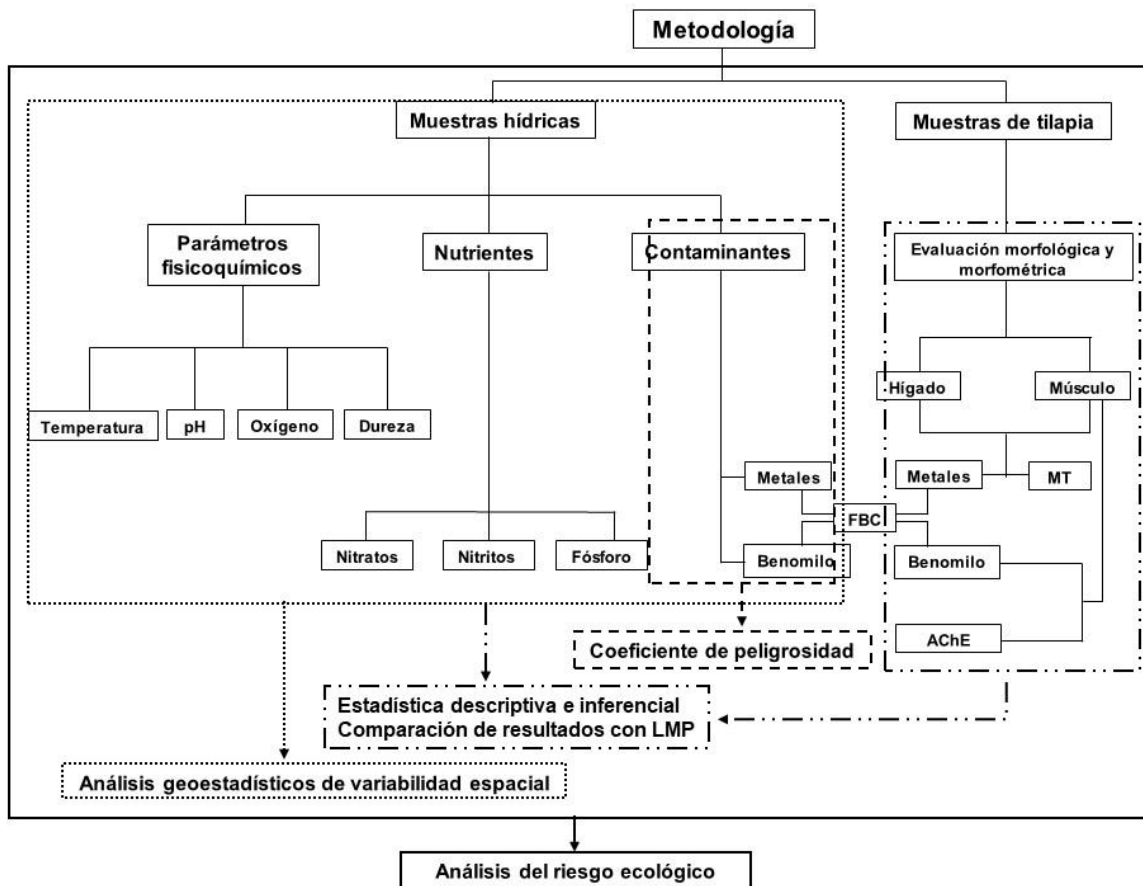 Metodología
Muestras hídricas
Muestras de tilapia
Parámetros
fisicoquímicos
Nutrientes
Contaminantes
Evaluación morfológica y
morfométrica
Hígado
Músculo
Temperatura
pH
Oxígeno
Dureza
Metales
FBC
Metales
MT
Nitratos
Nitritos
Fósforo
Benomilo
Benomilo
AChE
Coeficiente de peligrosidad
Estadística descriptiva e inferencial
Comparación de resultados con LMP
Análisis geoestadísticos de variabilidad espacial
Análisis del riesgo ecológico